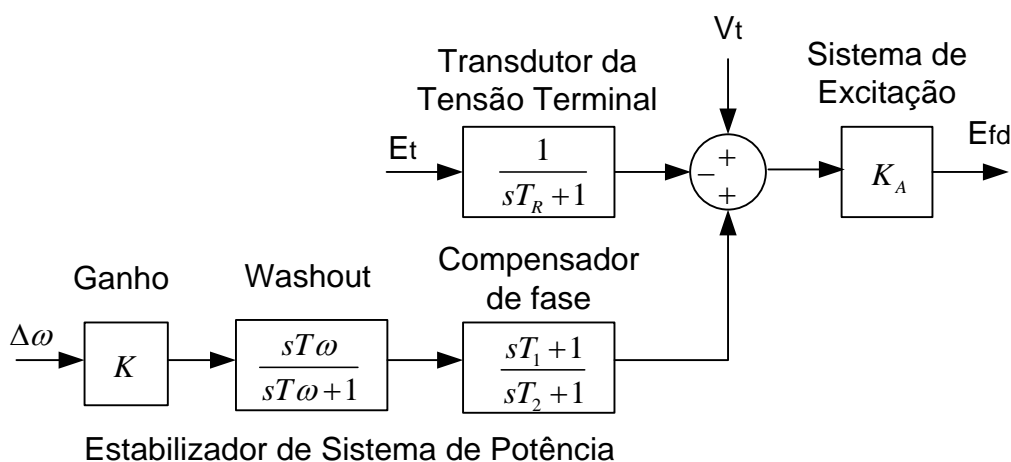 Vt
Transdutor da
Tensão Terminal
Sistema de
Excitação
Et
1
sT_R + 1
+
−
+
K_A
Efd
Ganho
Washout
Compensador
de fase
Δω
K
sTω
sTω + 1
sT_1 + 1
sT_2 + 1
Estabilizador de Sistema de Potência